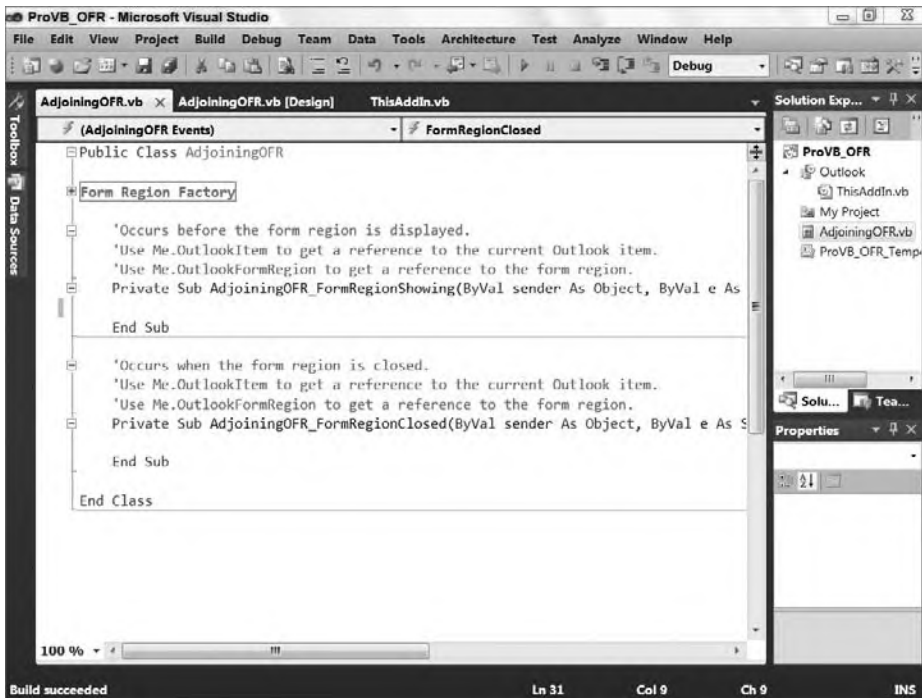 ProVB_OFR - Microsoft Visual Studio
File Edit View Project Build Debug Team Data Tools Architecture Test Analyze Window Help
Debug
Toolbox
Data Sources
AdjoiningOFR.vb AdjoiningOFR.vb [Design] ThisAddIn.vb
(AdjoiningOFR Events) FormRegionClosed
Public Class AdjoiningOFR
Form Region Factory
'Occurs before the form region is displayed.
'Use Me.OutlookItem to get a reference to the current Outlook item.
'Use Me.OutlookFormRegion to get a reference to the form region.
Private Sub AdjoiningOFR_FormRegionShowing(ByVal sender As Object, ByVal e As
End Sub
'Occurs when the form region is closed.
'Use Me.OutlookItem to get a reference to the current Outlook item.
'Use Me.OutlookFormRegion to get a reference to the form region.
Private Sub AdjoiningOFR_FormRegionClosed(ByVal sender As Object, ByVal e As S
End Sub
End Class
100 %
Solution Exp...
ProVB_OFR
Outlook
ThisAddIn.vb
My Project
AdjoiningOFR.vb
ProVB_OFR_Temp
Solu... Tea...
Properties
Build succeeded Ln 31 Col 9 Ch 9 INS